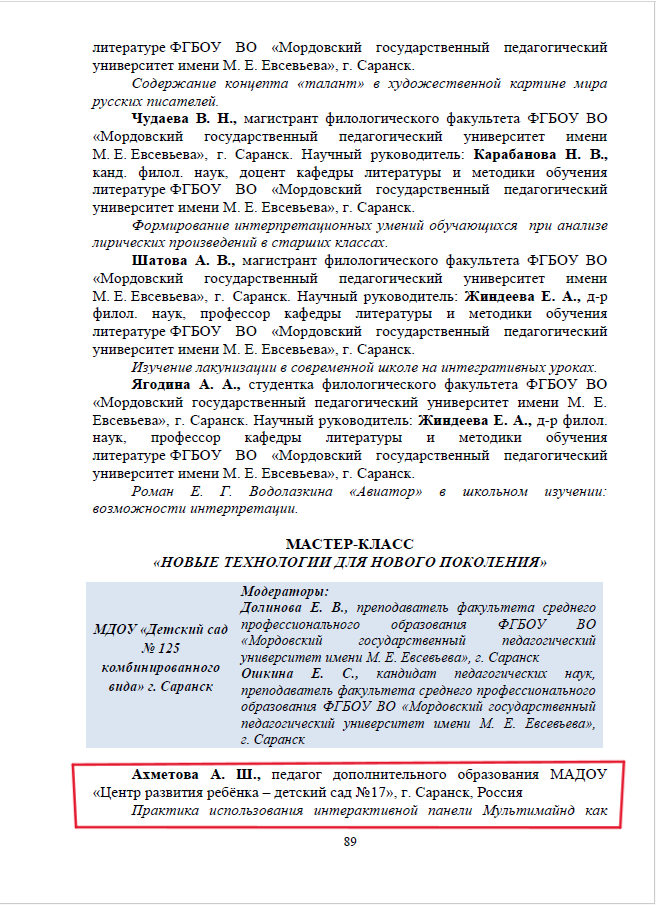 литературе ФГБОУ ВО «Мордовский государственный педагогический
университет имени М. Е. Евсевьева», г. Саранск.
Содержание концепта «талант» в художественной картине мира
русских писателей.
Чудаева В. Н., магистрант филологического факультета ФГБОУ ВО
«Мордовский государственный педагогический университет имени
М. Е. Евсевьева», г. Саранск. Научный руководитель: Карабанова Н. В.,
канд. филол. наук, доцент кафедры литературы и методики обучения
литературе ФГБОУ ВО «Мордовский государственный педагогический
университет имени М. Е. Евсевьева», г. Саранск.
Формирование интерпретационных умений обучающихся при анализе
лирических произведений в старших классах.
Шатова А. В., магистрант филологического факультета ФГБОУ ВО
«Мордовский государственный педагогический университет имени
М. Е. Евсевьева», г. Саранск. Научный руководитель: Жиндеева Е. А., д-р
филол. наук, профессор кафедры литературы и методики обучения
литературе ФГБОУ ВО «Мордовский государственный педагогический
университет имени М. Е. Евсевьева», г. Саранск.
Изучение лакунизации в современной школе на интегративных уроках.
Ягодина А. А., студентка филологического факультета ФГБОУ ВО
«Мордовский государственный педагогический университет имени М. Е.
Евсевьева», г. Саранск. Научный руководитель: Жиндеева Е. А., д-р филол.
наук, профессор кафедры литературы и методики обучения
литературе ФГБОУ ВО «Мордовский государственный педагогический
университет имени М. Е. Евсевьева», г. Саранск.
Роман Е. Г. Водолазкина «Авиатор» в школьном изучении:
возможности интерпретации.
МАСТЕР-КЛАСС
«НОВЫЕ ТЕХНОЛОГИИ ДЛЯ НОВОГО ПОКОЛЕНИЯ»
МДОУ «Детский сад
№ 125
комбинированного
вида» г. Саранск
Модераторы:
Долинова Е. В., преподаватель факультета среднего
профессионального образования ФГБОУ ВО
«Мордовский государственный педагогический
университет имени М. Е. Евсевьева», г. Саранск
Ошкина Е. С., кандидат педагогических наук,
преподаватель факультета среднего профессионального
образования ФГБОУ ВО «Мордовский государственный
педагогический университет имени М. Е. Евсевьева»,
г. Саранск
Ахметова А. Ш., педагог дополнительного образования МАДОУ
«Центр развития ребёнка – детский сад №17», г. Саранск, Россия
Практика использования интерактивной панели Мультимайнд как
89